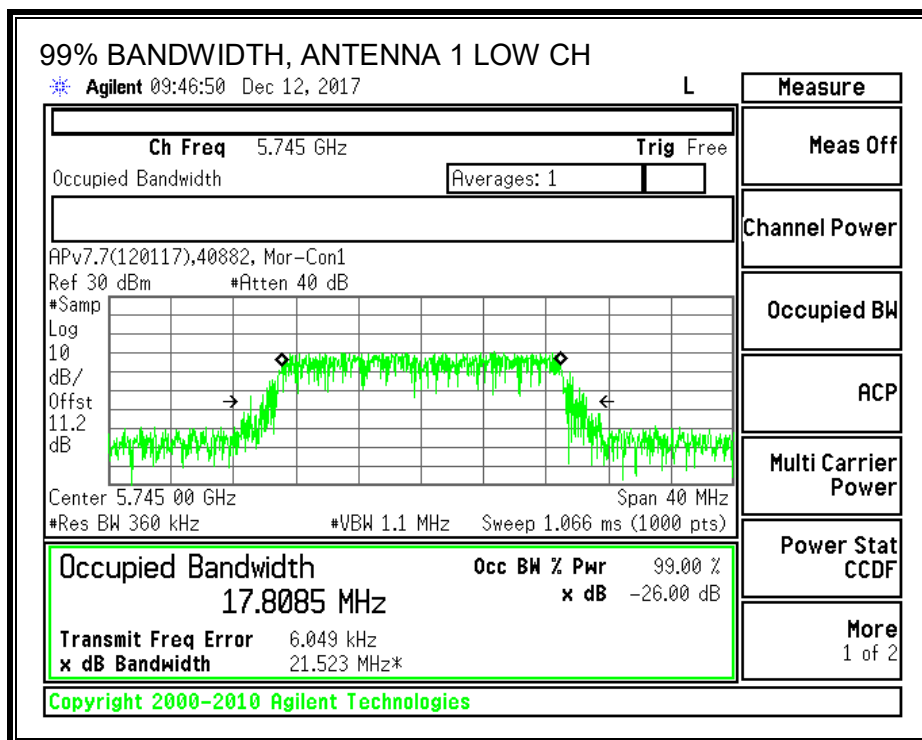 99% BANDWIDTH, ANTENNA 1 LOW CH
Agilent 09:46:50 Dec 12, 2017 L
Ch Freq 5.745 GHz Trig Free
Occupied Bandwidth Averages: 1
APv7.7(120117),40882, Mor-Con1
Ref 30 dBm #Atten 40 dB
#Samp
Log
10
dB/
Offst
11.2
dB
Center 5.745 00 GHz Span 40 MHz
#Res BW 360 kHz #VBW 1.1 MHz Sweep 1.066 ms (1000 pts)
Occupied Bandwidth Occ BW % Pwr 99.00 %
17.8085 MHz x dB -26.00 dB
Transmit Freq Error 6.049 kHz
x dB Bandwidth 21.523 MHz*
Copyright 2000-2010 Agilent Technologies
Measure
Meas Off
Channel Power
Occupied BW
ACP
Multi Carrier
Power
Power Stat
CCDF
More
1 of 2